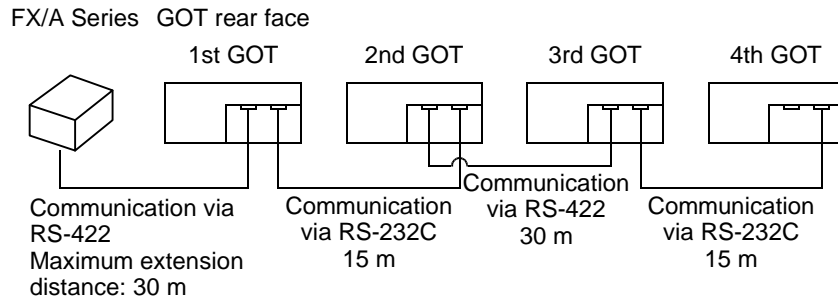 FX/A Series GOT rear face
1st GOT
2nd GOT
3rd GOT
4th GOT
Communication via
RS-422
Maximum extension
distance: 30 m
Communication
via RS-232C
15 m
Communication
via RS-422
30 m
Communication
via RS-232C
15 m